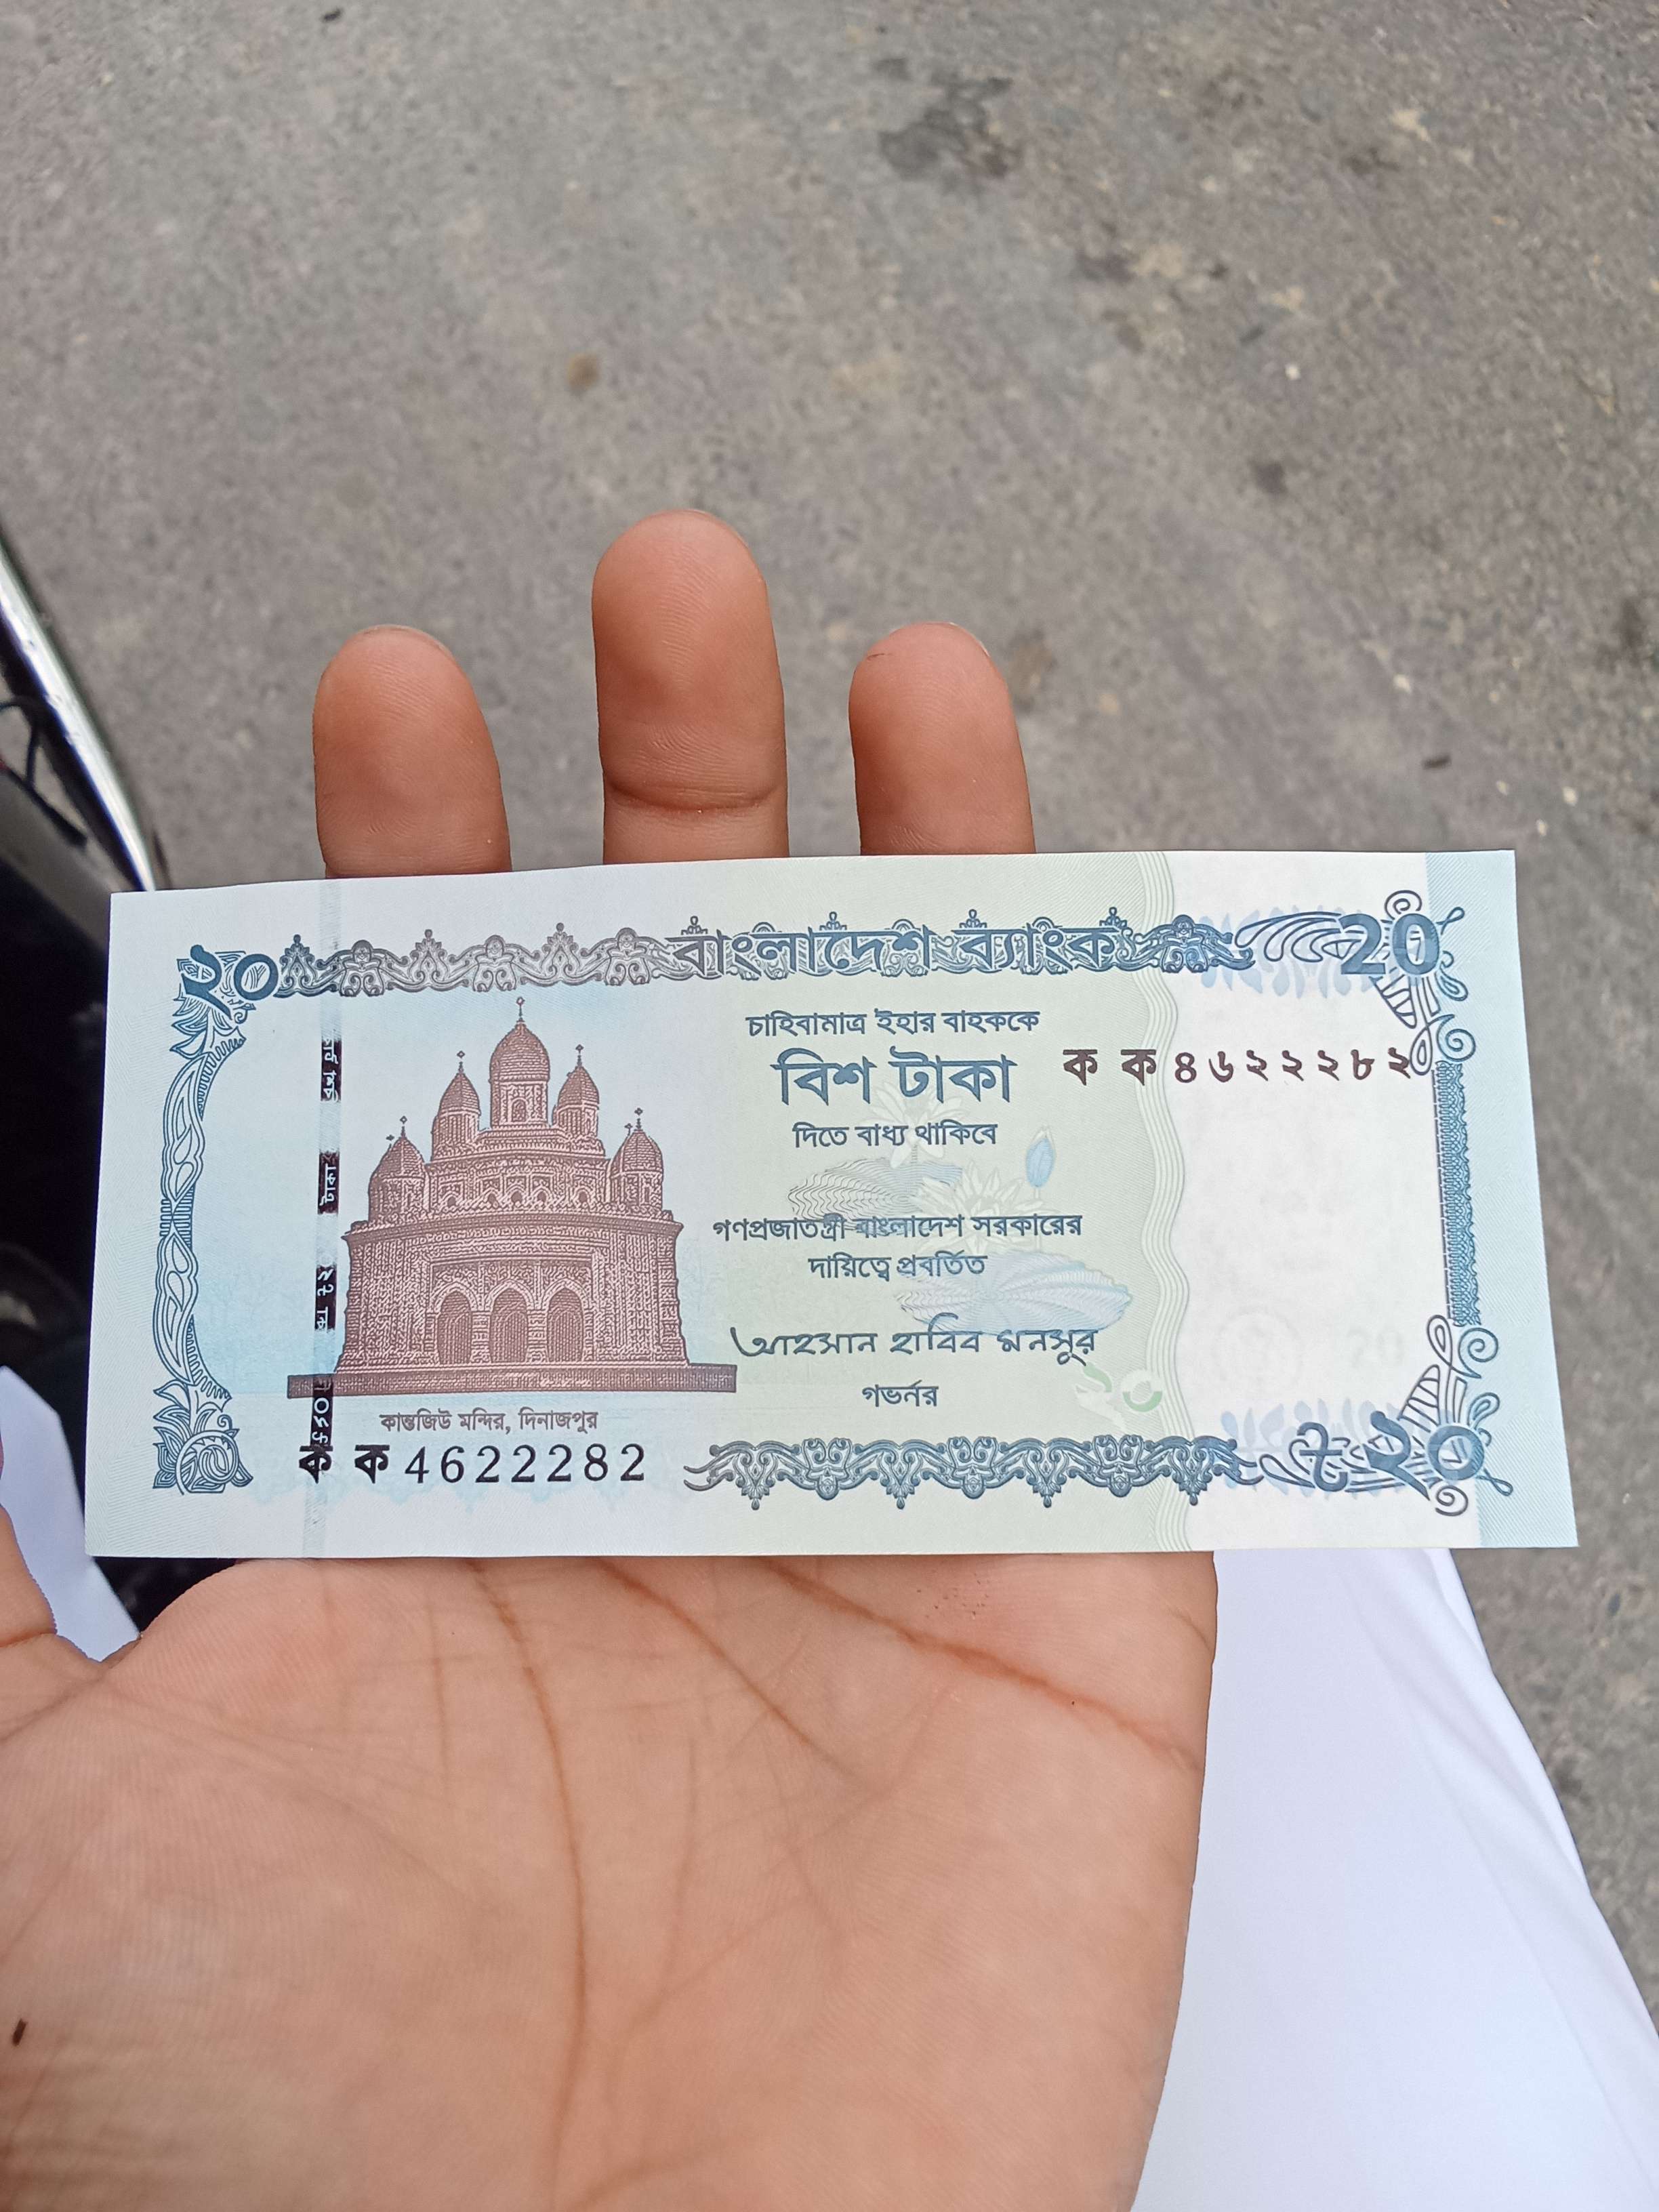 ২০ বাংলাদেশ ব্যাংক 20
চাহিবামাত্র ইহার বাহককে
বিশ টাকা
ক ক ৪৬২২২৮২
দিতে বাধ্য থাকিবে
গণপ্রজাতন্ত্রী বাংলাদেশ সরকারের
দায়িত্বে প্রবর্তিত
আহসান হাবিব মনসুর
গভর্নর
কান্তজিউ মন্দির, দিনাজপুর
ক ক 4622282
৳ ২০